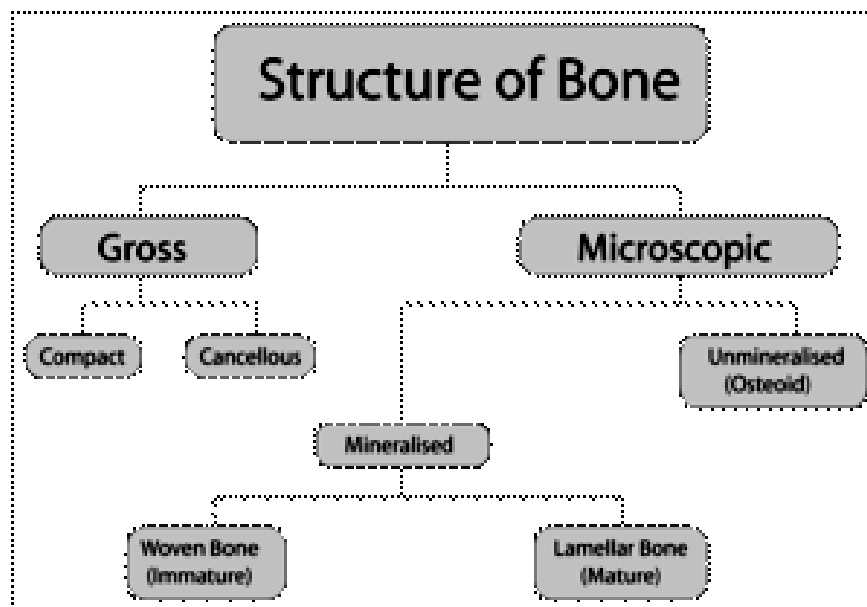 Structure of Bone
Gross
Microscopic
Compact
Cancellous
Unmineralised
(Osteoid)
Mineralised
Woven Bone
(Immature)
Lamellar Bone
(Mature)